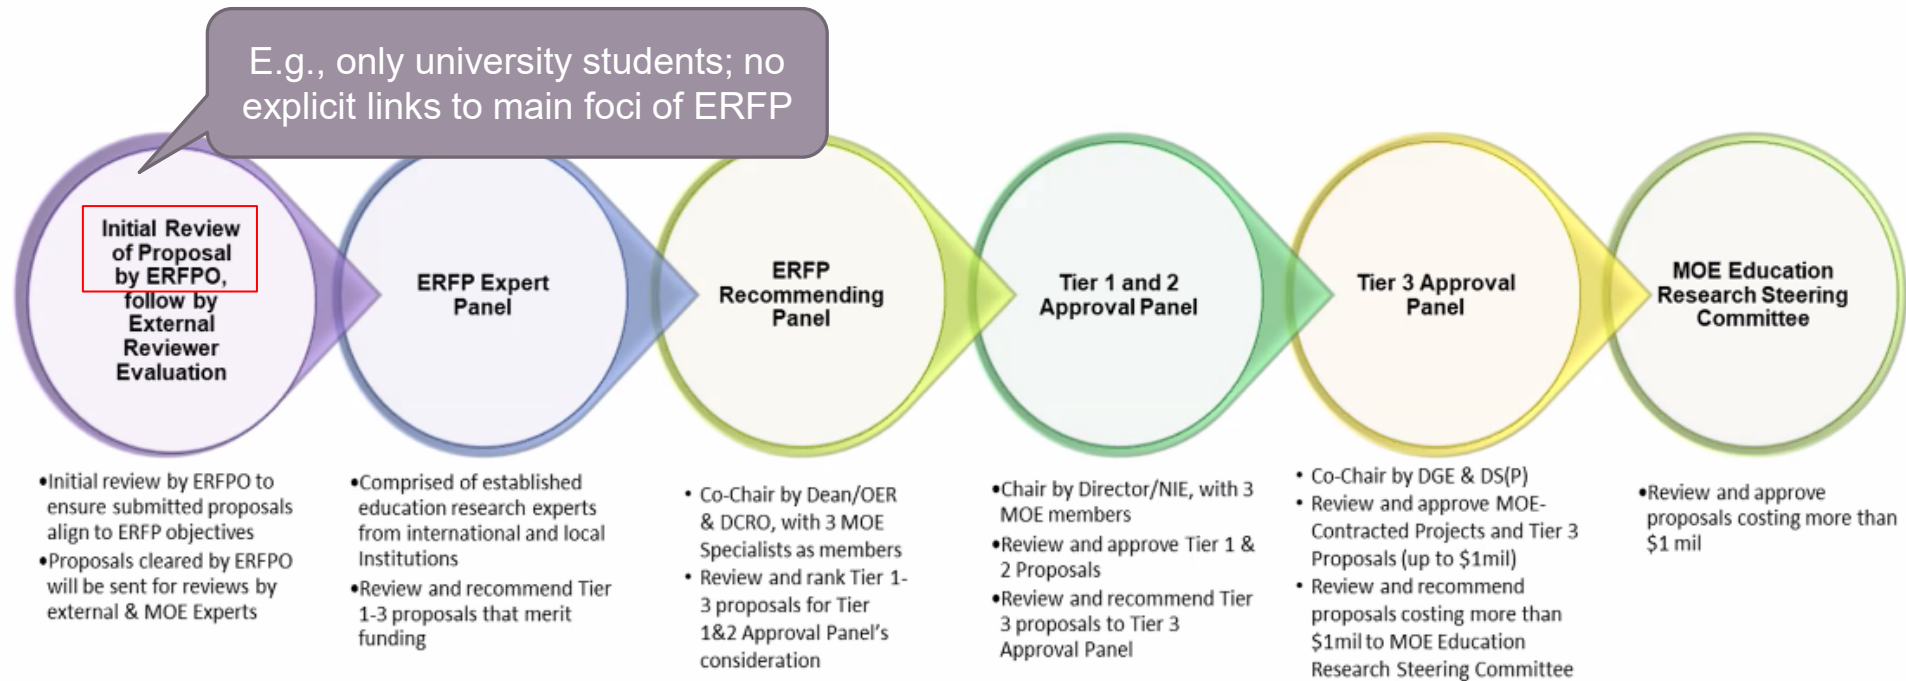 E.g., only university students; no
explicit links to main foci of ERFP
Initial Review
of Proposal
by ERFPO,
follow by
External
Reviewer
Evaluation
ERFP Expert
Panel
ERFP
Recommending
Panel
Tier 1 and 2
Approval Panel
Tier 3 Approval
Panel
MOE Education
Research Steering
Committee
•Initial review by ERFPO to
ensure submitted proposals
align to ERFP objectives
•Proposals cleared by ERFPO
will be sent for reviews by
external & MOE Experts
•Comprised of established
education research experts
from international and local
Institutions
•Review and recommend Tier
1-3 proposals that merit
funding
• Co-Chair by Dean/OER
& DCRO, with 3 MOE
Specialists as members
• Review and rank Tier 1-
3 proposals for Tier
1&2 Approval Panel's
consideration
•Chair by Director/NIE, with 3
MOE members
•Review and approve Tier 1 &
2 Proposals
•Review and recommend Tier
3 proposals to Tier 3
Approval Panel
• Co-Chair by DGE & DS(P)
• Review and approve MOE-
Contracted Projects and Tier 3
Proposals (up to $1mil)
• Review and recommend
proposals costing more than
$1mil to MOE Education
Research Steering Committee
•Review and approve
proposals costing more than
$1 mil